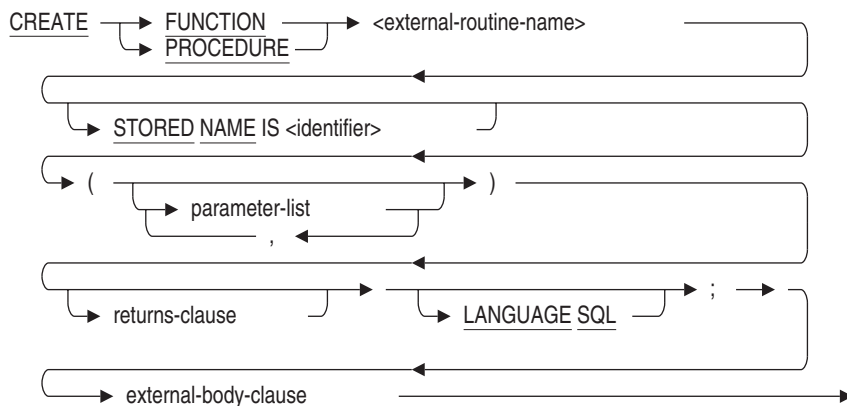 CREATE FUNCTION <external-routine-name>
PROCEDURE
STORED NAME IS <identifier>
( )
parameter-list
,
returns-clause LANGUAGE SQL ;
external-body-clause